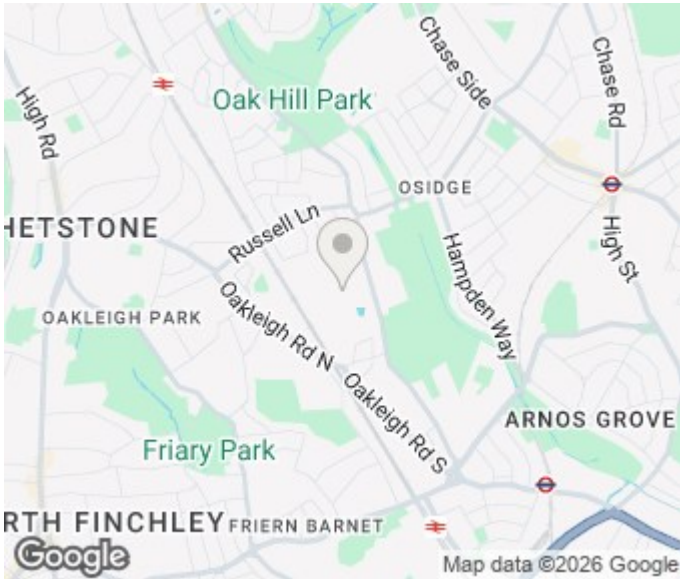 High Rd
Oak Hill Park
Chase Side
Chase Rd
OSIDGE
HETSTONE
Russell Ln
Hampden Way
High St
OAKLEIGH PARK
Oakleigh Rd N
Oakleigh Rd S
ARNOS GROVE
Friary Park
RTH FINCHLEY
FRIERN BARNET
Google
Map data ©2026 Google